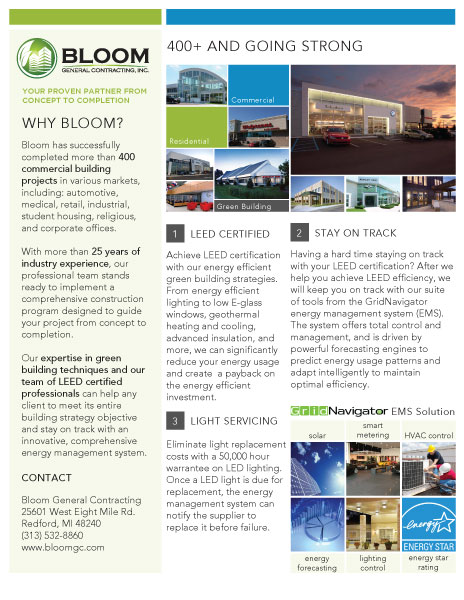 BLOOM
GENERAL CONTRACTING, INC.
YOUR PROVEN PARTNER FROM
CONCEPT TO COMPLETION
WHY BLOOM?
Bloom has successfully
completed more than 400
commercial building
projects in various markets,
including: automotive,
medical, retail, industrial,
student housing, religious,
and corporate offices.
With more than 25 years of
industry experience, our
professional team stands
ready to implement a
comprehensive construction
program designed to guide
your project from concept to
completion.
Our expertise in green
building techniques and our
team of LEED certified
professionals can help any
client to meet its entire
building strategy objective
and stay on track with an
innovative, comprehensive
energy management system.
CONTACT
Bloom General Contracting
25601 West Eight Mile Rd.
Redford, MI 48240
(313) 532-8860
www.bloomgc.com
400+ AND GOING STRONG
Commercial
Residential
Green Building
1 LEED CERTIFIED
Achieve LEED certification
with our energy efficient
green building strategies.
From energy efficient
lighting to low E-glass
windows, geothermal
heating and cooling,
advanced insulation, and
more, we can significantly
reduce your energy usage
and create a payback on
the energy efficient
investment.
3 LIGHT SERVICING
Eliminate light replacement
costs with a 50,000 hour
warrantee on LED lighting.
Once a LED light is due for
replacement, the energy
management system can
notify the supplier to
replace it before failure.
2 STAY ON TRACK
Having a hard time staying on track
with your LEED certification? After we
help you achieve LEED efficiency, we
will keep you on track with our suite
of tools from the GridNavigator
energy management system (EMS).
The system offers total control and
management, and is driven by
powerful forecasting engines to
predict energy usage patterns and
adapt intelligently to maintain
optimal efficiency.
GridNavigator EMS Solution
solar
smart
metering
HVAC control
energy
ENERGY STAR
energy
forecasting
lighting
control
energy star
rating